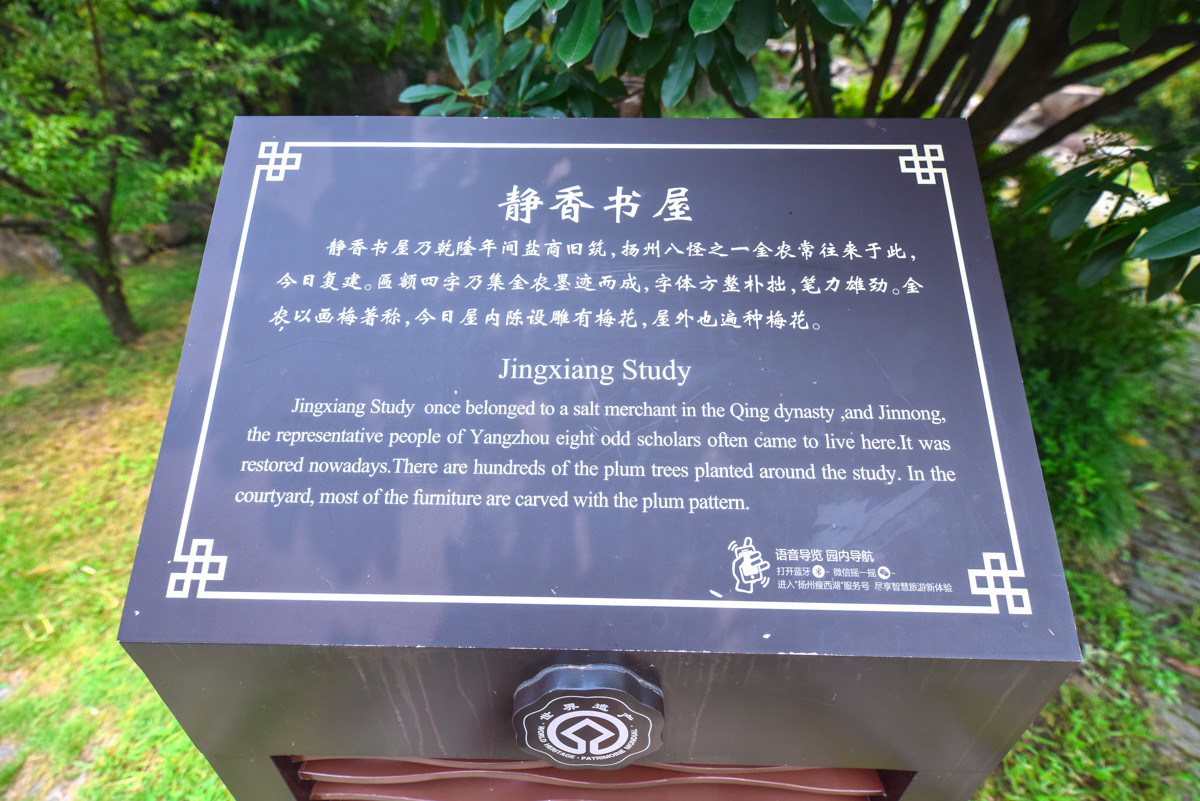 静香书屋
静香书屋乃乾隆年间盐商旧筑，扬州八怪之一金农常往来于此，
今日复建。匾额四字乃集金农墨迹而成，字体方整朴拙，笔力雄劲。金
农以画梅著称，今日屋内陈设雕有梅花，屋外也遍种梅花。
Jingxiang Study
Jingxiang Study once belonged to a salt merchant in the Qing dynasty ,and Jinnong,
the representative people of Yangzhou eight odd scholars often came to live here.It was
restored nowadays.There are hundreds of the plum trees planted around the study. In the
courtyard, most of the furniture are carved with the plum pattern.
语音导览 园内导航
打开蓝牙 - 微信摇一摇 -
进入"扬州瘦西湖"服务号 尽享智慧旅游新体验
世界遗产
WORLD HERITAGE · PATRIMOINE MONDIAL